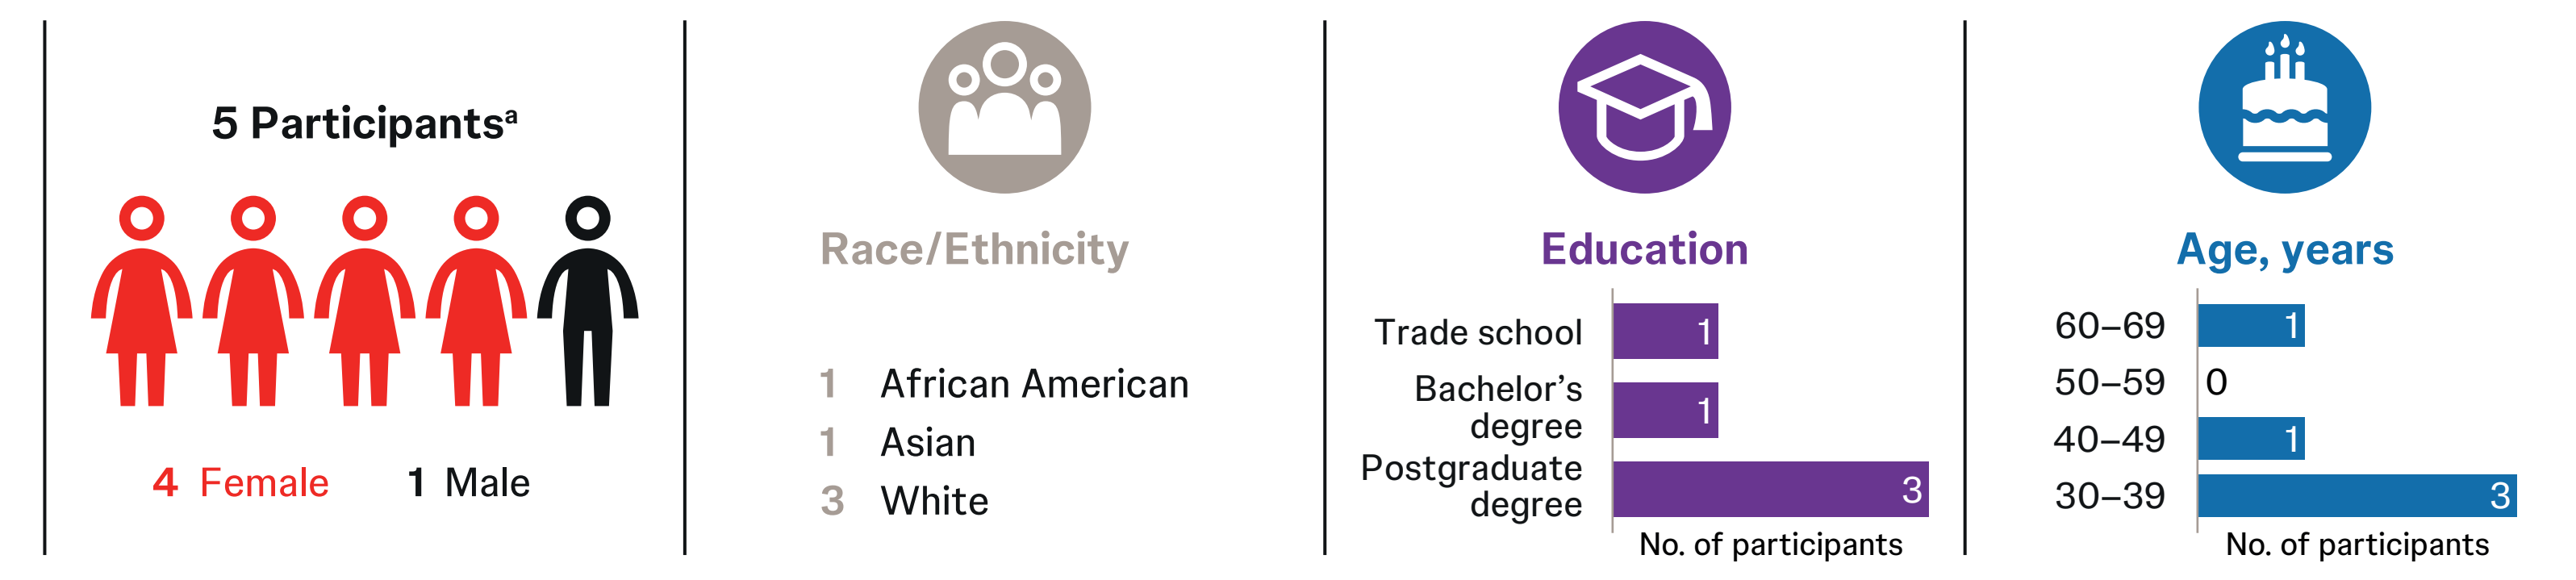 5 Participantsᵃ
4 Female 1 Male
Race/Ethnicity
1 African American
1 Asian
3 White
Education
Trade school 1
Bachelor’s
degree 1
Postgraduate
degree 3
No. of participants
Age, years
60–69 1
50–59 0
40–49 1
30–39 3
No. of participants